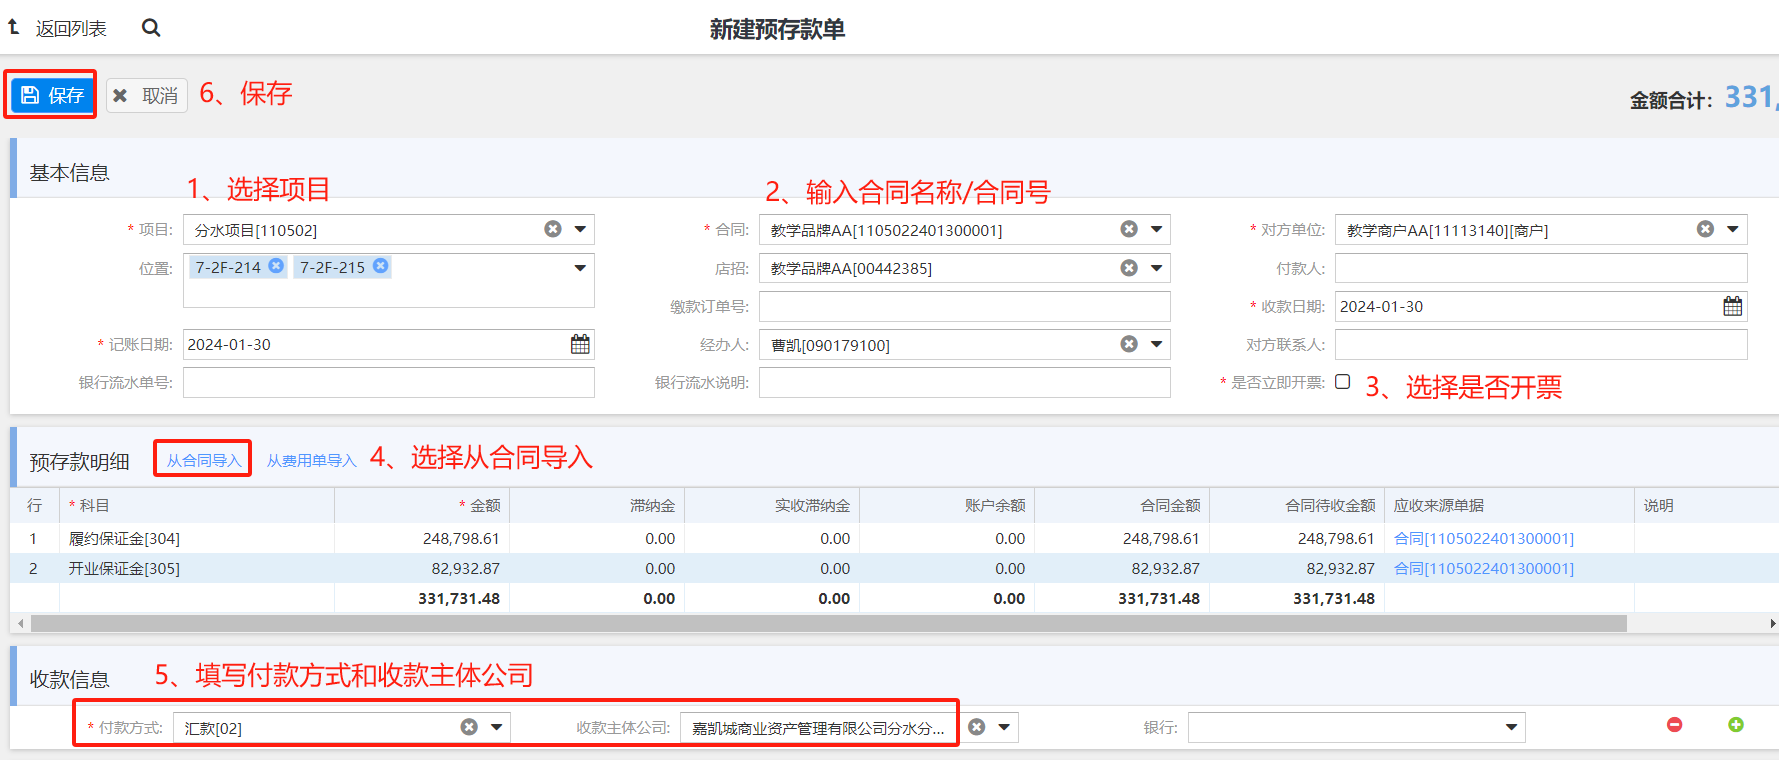 返回列表
新建预存款单
保存
取消
6、保存
金额合计: 331,
基本信息
1、选择项目
2、输入合同名称/合同号
* 项目: 分水项目[110502]
* 合同: 教学品牌AA[1105022401300001]
* 对方单位: 教学商户AA[11113140][商户]
位置: 7-2F-214 7-2F-215
店招: 教学品牌AA[00442385]
付款人:
缴款订单号:
* 收款日期: 2024-01-30
* 记账日期: 2024-01-30
经办人: 曹凯[090179100]
对方联系人:
银行流水单号:
银行流水说明:
* 是否立即开票:
3、选择是否开票
预存款明细 从合同导入 从费用单导入
4、选择从合同导入
行 * 科目 * 金额 滞纳金 实收滞纳金 账户余额 合同金额 合同待收金额 应收来源单据 说明
1 履约保证金[304] 248,798.61 0.00 0.00 0.00 248,798.61 248,798.61 合同[1105022401300001]
2 开业保证金[305] 82,932.87 0.00 0.00 0.00 82,932.87 82,932.87 合同[1105022401300001]
331,731.48 0.00 0.00 0.00 331,731.48 331,731.48
收款信息
5、填写付款方式和收款主体公司
* 付款方式: 汇款[02]
收款主体公司: 嘉凯城商业资产管理有限公司分水分...
银行: